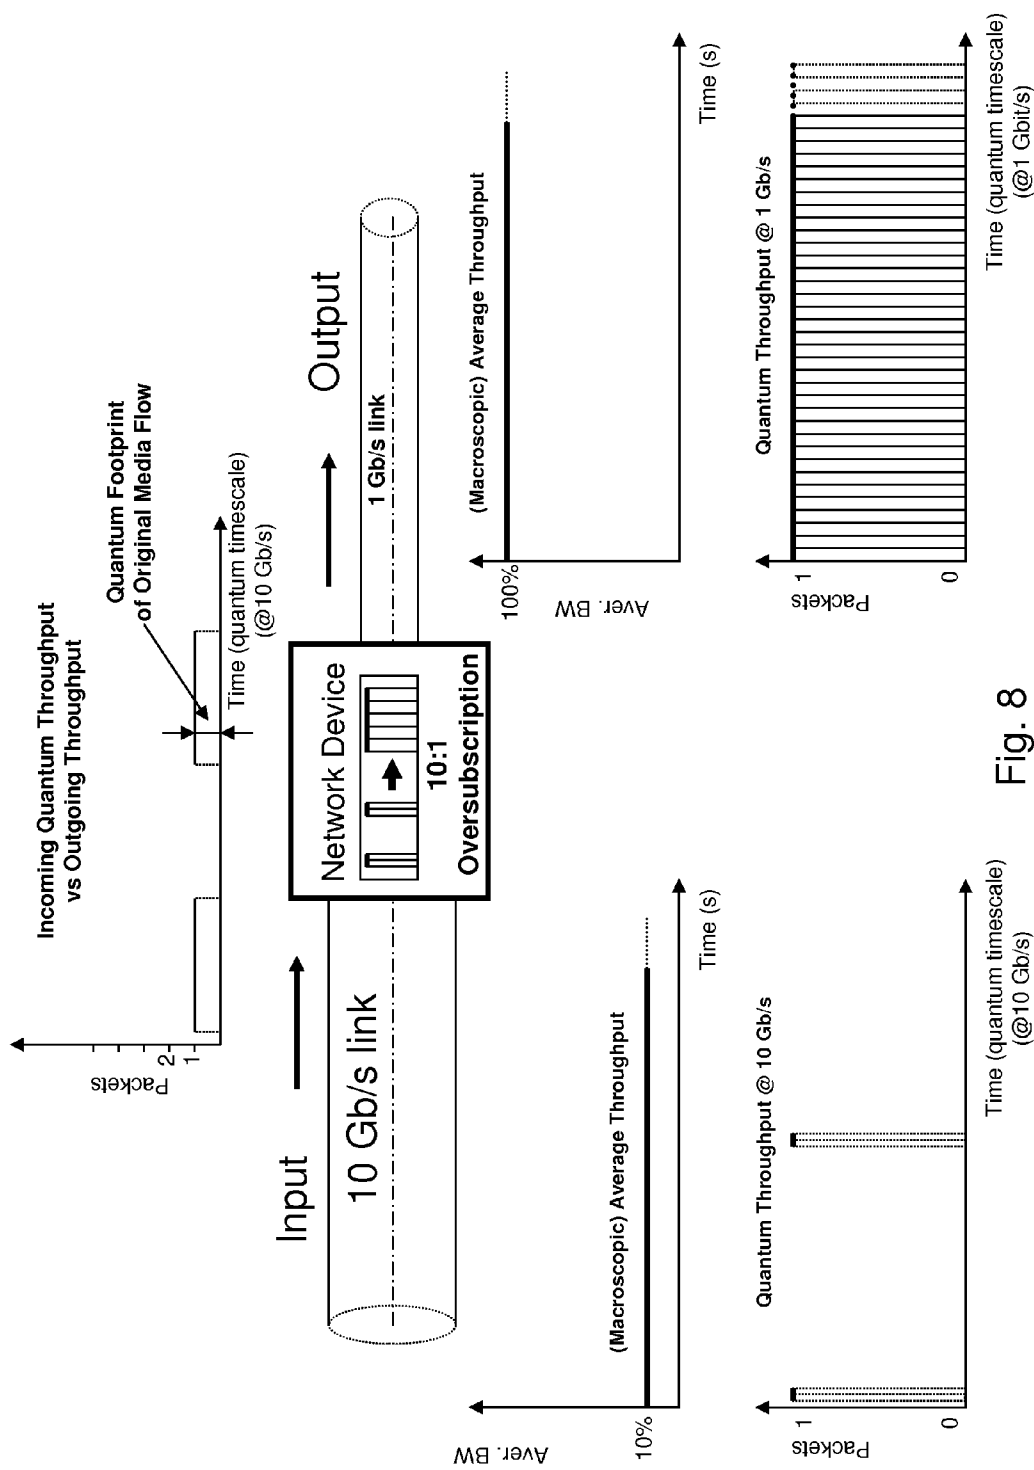 Incoming Quantum Throughput
vs Outgoing Throughput
Packets
2
1
Quantum Footprint
of Original Media Flow
Time (quantum timescale)
(@10 Gb/s)
Input
10 Gb/s link
Network Device
10:1
Oversubscription
Output
1 Gb/s link
Aver. BW
10%
(Macroscopic) Average Throughput
Time (s)
Aver. BW
100%
(Macroscopic) Average Throughput
Time (s)
Packets
1
0
Quantum Throughput @ 10 Gb/s
Time (quantum timescale)
(@10 Gb/s)
Packets
1
0
Quantum Throughput @ 1 Gb/s
Time (quantum timescale)
(@1 Gbit/s)
Fig. 8